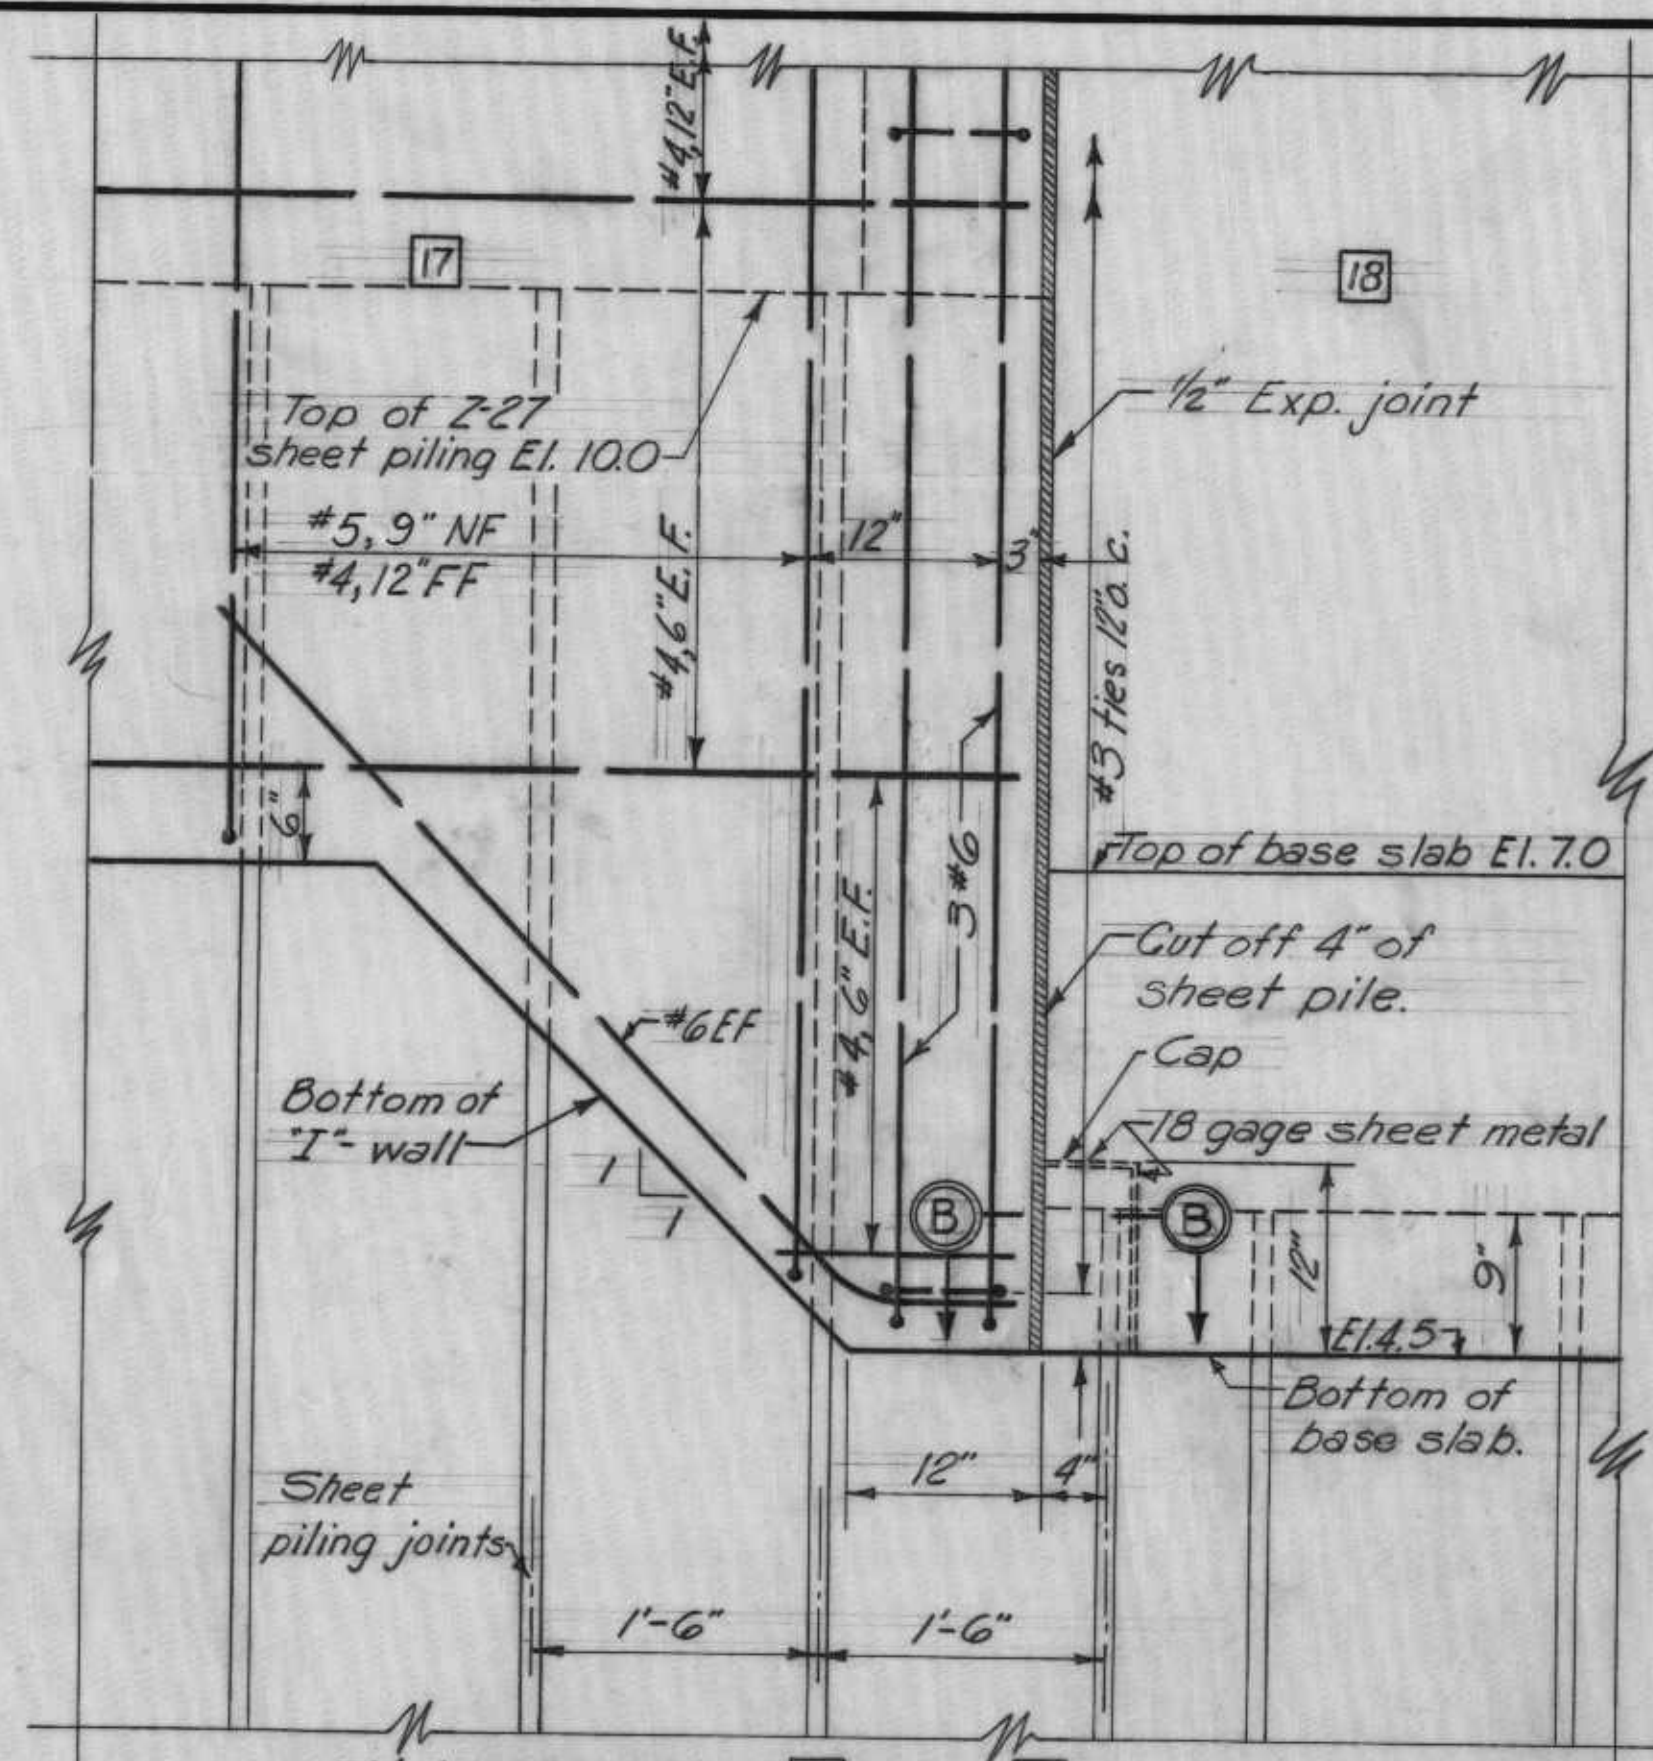 #4,12" E.F.
17
18
Top of Z-27
sheet piling El. 10.0
1/2" Exp. joint
#5, 9" NF
#4, 12" FF
#4, 6" E.F.
12"
3"
#3 ties 12" o.c.
6"
Top of base slab El. 7.0
3#6
#4, 6" E.F.
Cut off 4" of
sheet pile.
#6 EF
Cap
18 gage sheet metal
Bottom of
"I"- wall
1
1
B
B
12"
9"
El. 4.5
Bottom of
base slab.
12"
4"
Sheet
piling joints
1'-6"
1'-6"